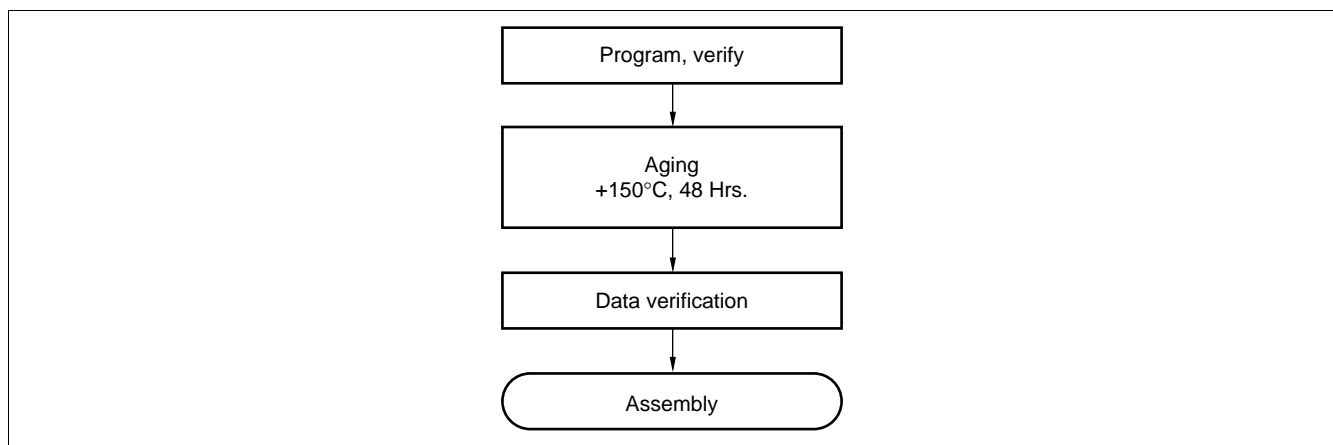 Program, verify
Aging
+150°C, 48 Hrs.
Data verification
Assembly